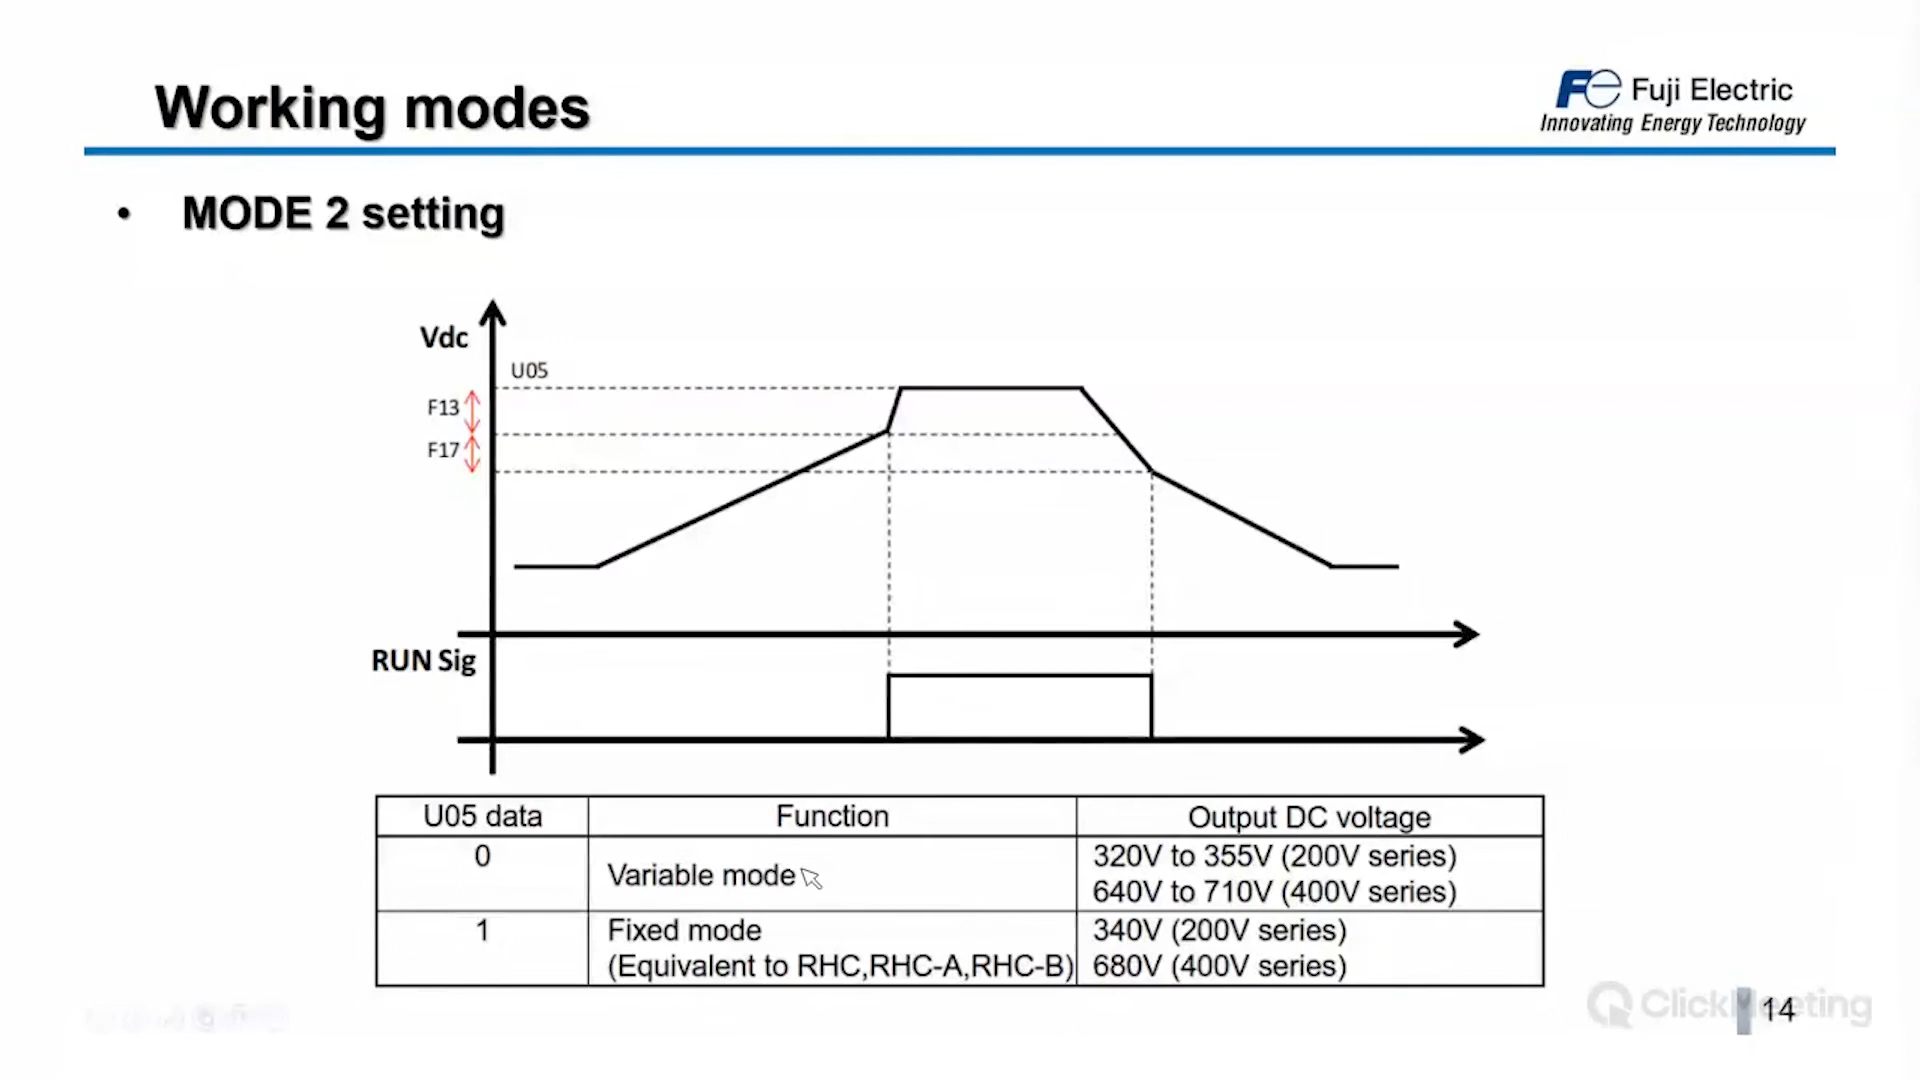 Working modes
Fe Fuji Electric
Innovating Energy Technology
• MODE 2 setting
Vdc
U05
F13
F17
RUN Sig
U05 data Function Output DC voltage
0 Variable mode 320V to 355V (200V series)
640V to 710V (400V series)
1 Fixed mode 340V (200V series)
(Equivalent to RHC,RHC-A,RHC-B) 680V (400V series)
ClickMeeting
14